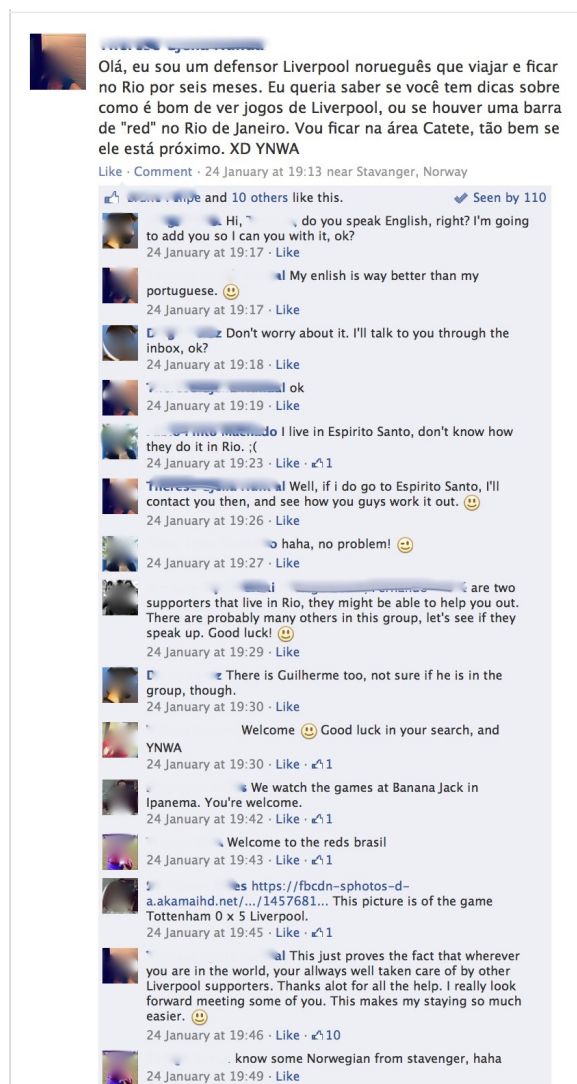 Olá, eu sou um defensor Liverpool norueguês que viajar e ficar
no Rio por seis meses. Eu queria saber se você tem dicas sobre
como é bom de ver jogos de Liverpool, ou se houver uma barra
de "red" no Rio de Janeiro. Vou ficar na área Catete, tão bem se
ele está próximo. XD YNWA
Like · Comment · 24 January at 19:13 near Stavanger, Norway
and 10 others like this. Seen by 110
Hi, , do you speak English, right? I'm going
to add you so I can you with it, ok?
24 January at 19:17 · Like
My enlish is way better than my
portuguese.
24 January at 19:17 · Like
Don't worry about it. I'll talk to you through the
inbox, ok?
24 January at 19:18 · Like
ok
24 January at 19:19 · Like
I live in Espirito Santo, don't know how
they do it in Rio. ;(
24 January at 19:23 · Like · 1
Well, if i do go to Espirito Santo, I'll
contact you then, and see how you guys work it out.
24 January at 19:26 · Like
haha, no problem!
24 January at 19:27 · Like
are two
supporters that live in Rio, they might be able to help you out.
There are probably many others in this group, let's see if they
speak up. Good luck!
24 January at 19:29 · Like
There is Guilherme too, not sure if he is in the
group, though.
24 January at 19:30 · Like
Welcome Good luck in your search, and
YNWA
24 January at 19:30 · Like · 1
We watch the games at Banana Jack in
Ipanema. You're welcome.
24 January at 19:42 · Like · 1
Welcome to the reds brasil
24 January at 19:43 · Like · 1
https://fbcdn-sphotos-d-
a.akamaihd.net/.../1457681... This picture is of the game
Tottenham 0 x 5 Liverpool.
24 January at 19:45 · Like · 1
This just proves the fact that wherever
you are in the world, your allways well taken care of by other
Liverpool supporters. Thanks alot for all the help. I really look
forward meeting some of you. This makes my staying so much
easier.
24 January at 19:46 · Like · 10
know some Norwegian from stavenger, haha
24 January at 19:49 · Like